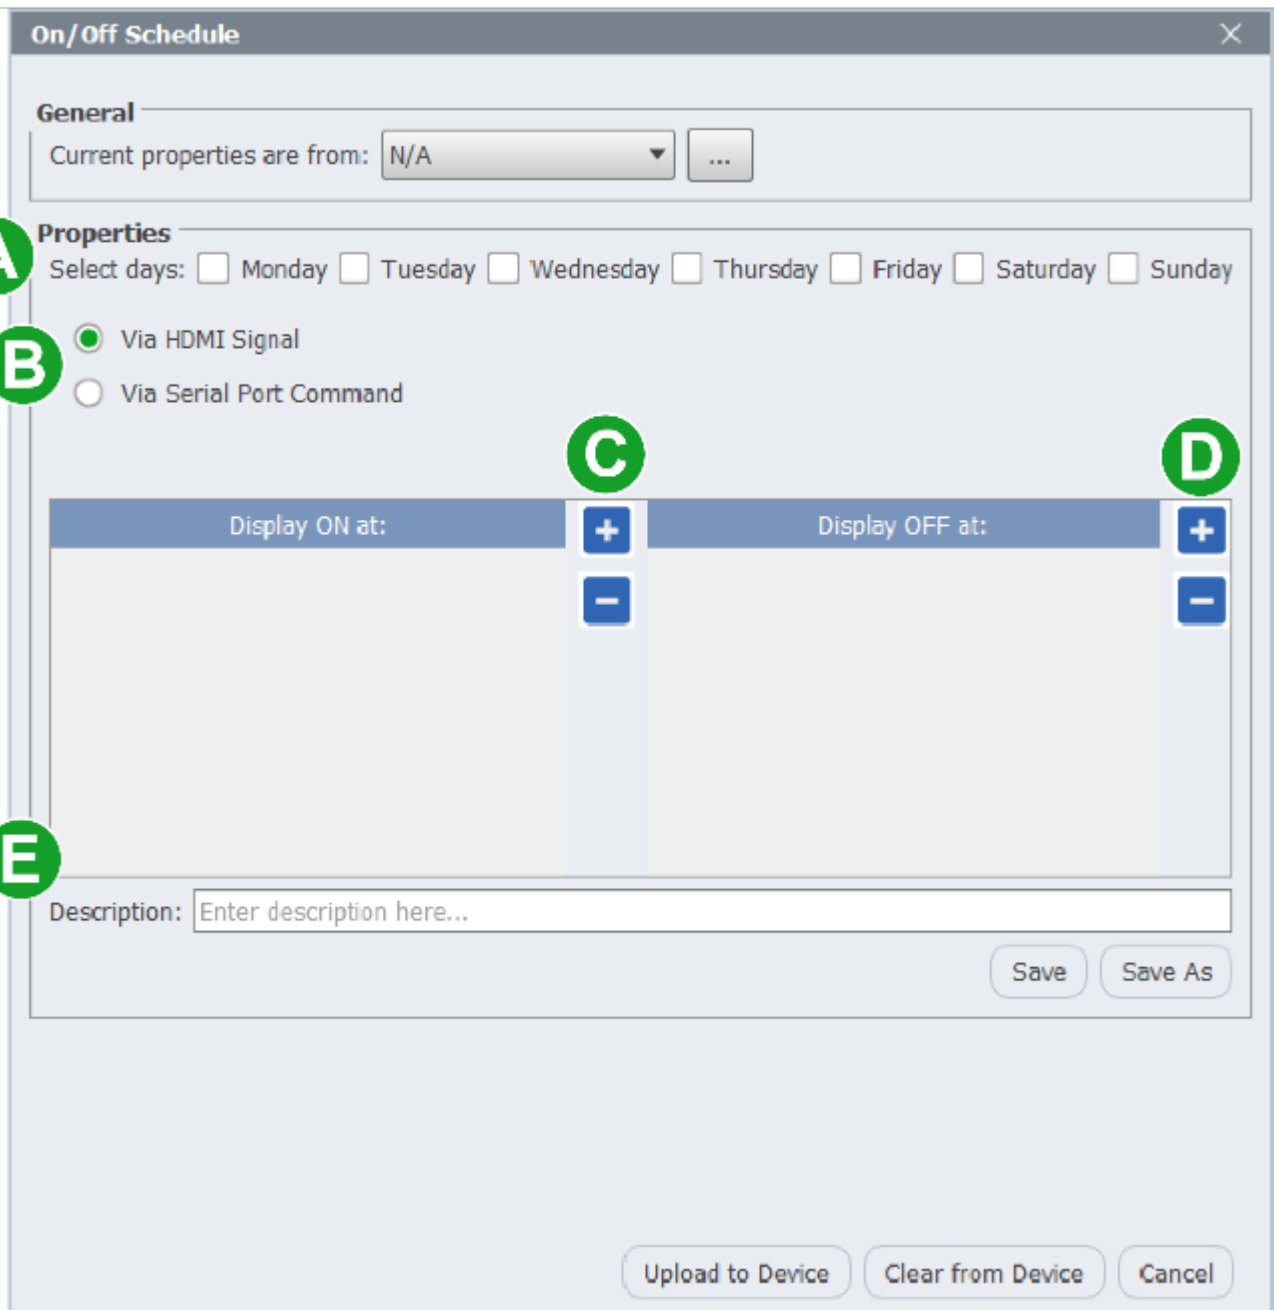 On/Off Schedule
General
Current properties are from: N/A ...
A
Properties
Select days: Monday Tuesday Wednesday Thursday Friday Saturday Sunday
B
Via HDMI Signal
Via Serial Port Command
C D
Display ON at: + Display OFF at: +
− −
E
Description: Enter description here...
Save Save As
Upload to Device Clear from Device Cancel